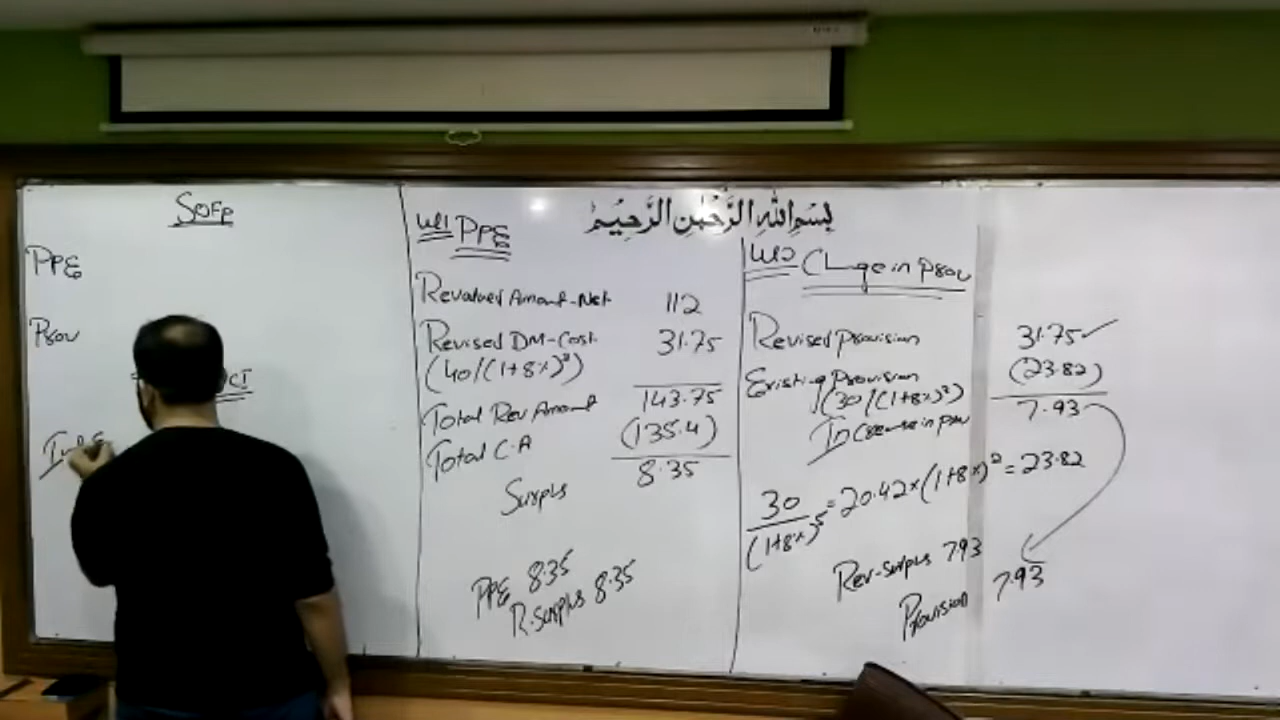 SOFP
PPE
Prov
CI
بِسْمِ اللهِ الرَّحْمٰنِ الرَّحِيْمِ
W1 PPE
Revalued Amount-Net 112
Revised DM-Cost 31.75
(40/(1+8%)³)
143.75
Total Rev Amount
Total C.A (135.4)
8.35
Surplus
PPE 8.35
R.Surplus 8.35
W2 Change in Prov
Revised Provision 31.75 ✓
Existing Provision (23.82)
(30/(1+8%)³)
Increase in prov 7.93
30/(1+8%)⁵ = 20.42×(1+8%)² = 23.82
Rev-Surplus 7.93
Provision 7.93